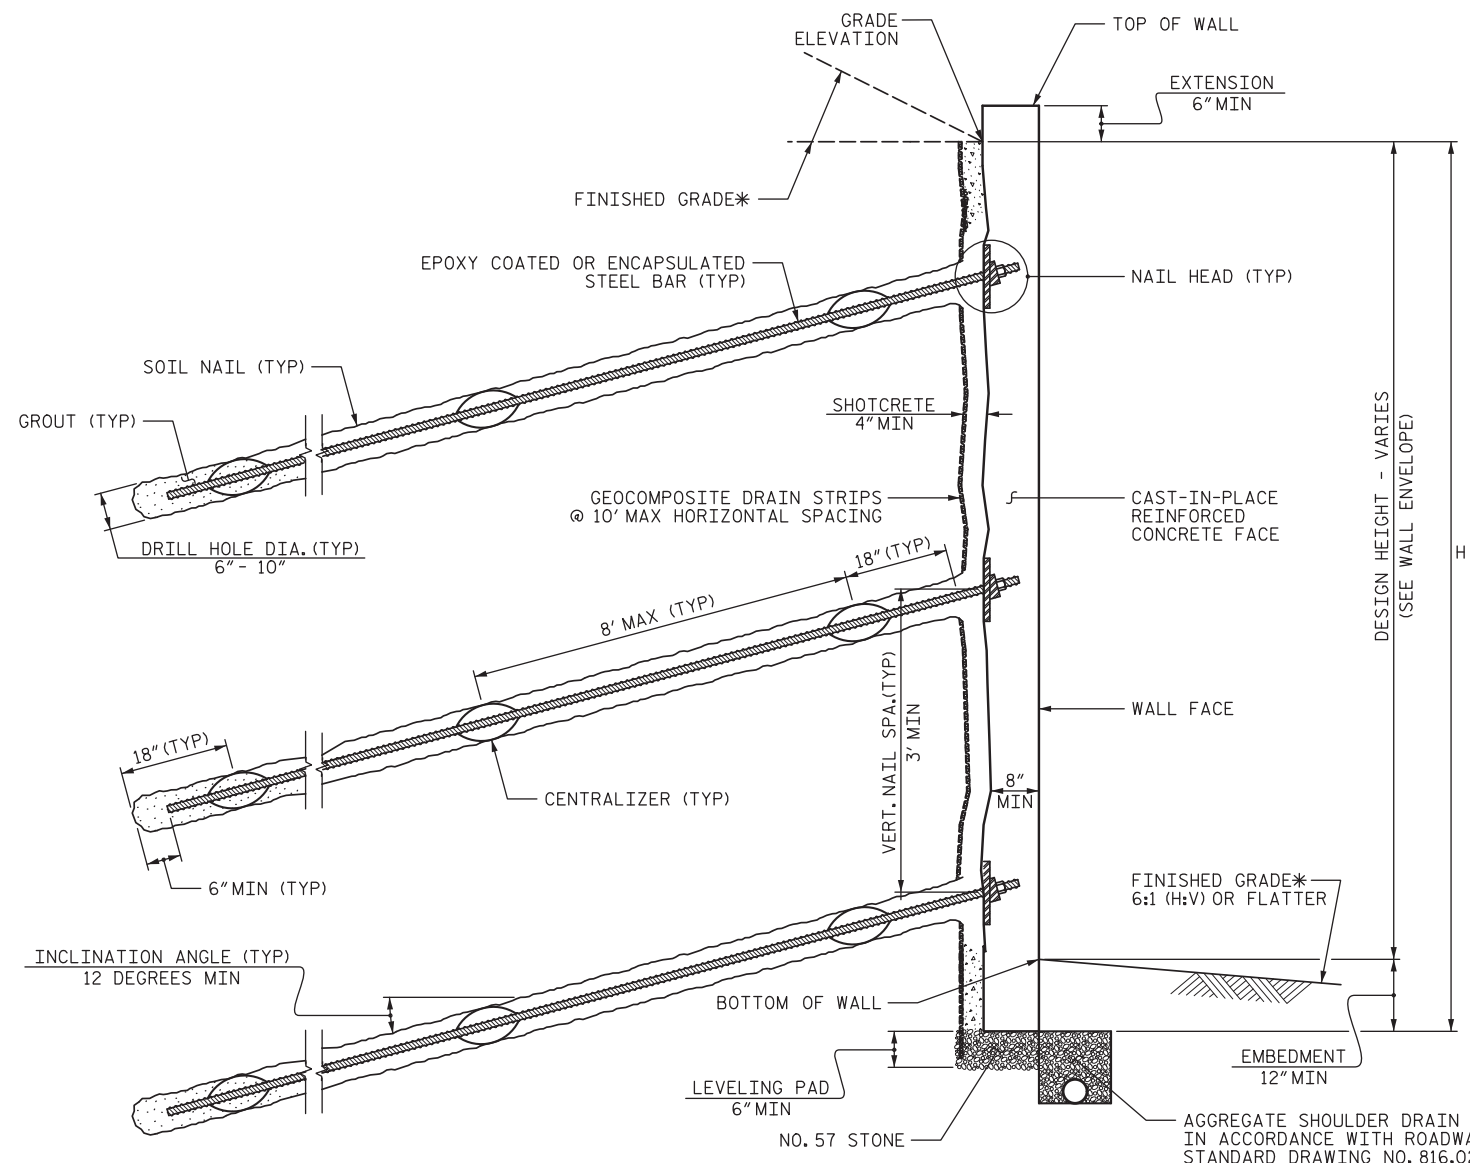 GRADE
ELEVATION
TOP OF WALL
EXTENSION
6" MIN
FINISHED GRADE*
EPOXY COATED OR ENCAPSULATED
STEEL BAR (TYP)
NAIL HEAD (TYP)
SOIL NAIL (TYP)
GROUT (TYP)
SHOTCRETE
4" MIN
DESIGN HEIGHT - VARIES
(SEE WALL ENVELOPE)
H
GEOCOMPOSITE DRAIN STRIPS
@ 10' MAX HORIZONTAL SPACING
CAST-IN-PLACE
REINFORCED
CONCRETE FACE
DRILL HOLE DIA. (TYP)
6" - 10"
18" (TYP)
8' MAX (TYP)
VERT. NAIL SPA. (TYP)
3' MIN
WALL FACE
18" (TYP)
8"
MIN
CENTRALIZER (TYP)
6" MIN (TYP)
FINISHED GRADE*
6:1 (H:V) OR FLATTER
INCLINATION ANGLE (TYP)
12 DEGREES MIN
BOTTOM OF WALL
EMBEDMENT
12" MIN
LEVELING PAD
6" MIN
NO. 57 STONE
AGGREGATE SHOULDER DRAIN
IN ACCORDANCE WITH
STANDARD DRAWING NO.